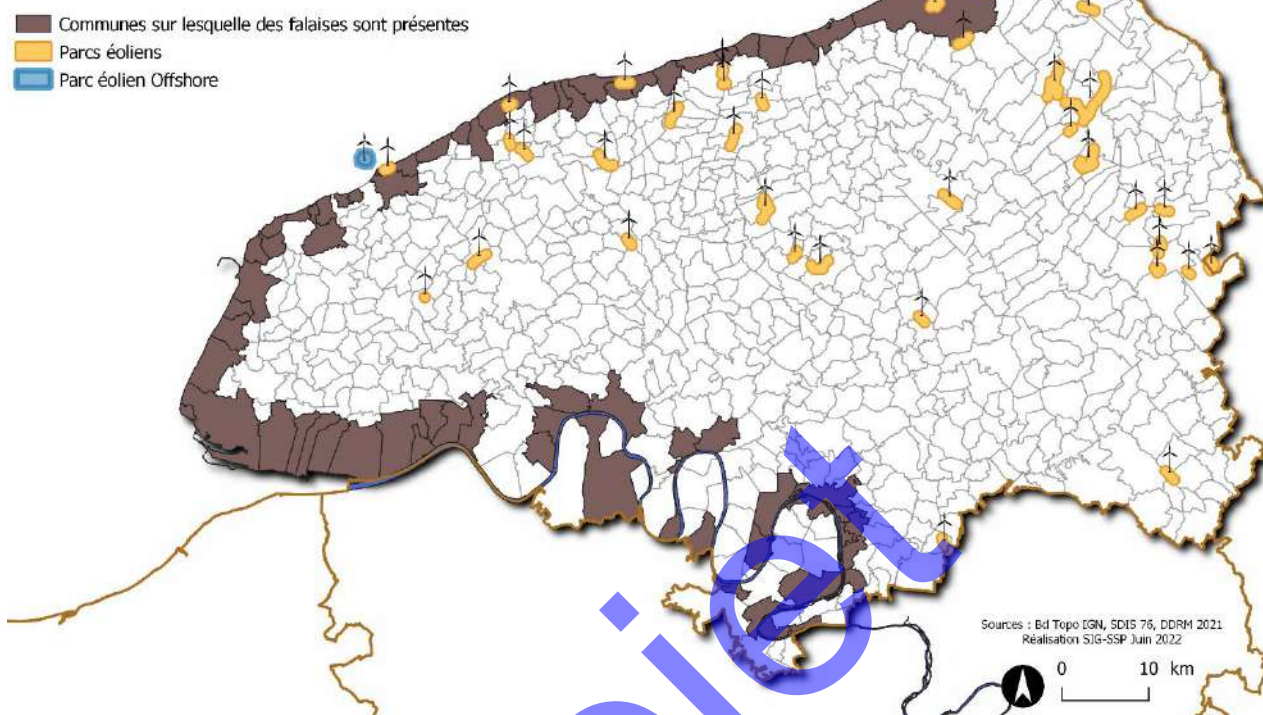 Communes sur lesquelle des falaises sont présentes
Parcs éoliens
Parc éolien Offshore
Sources : Bd Topo IGN, SDIS 76, DDRM 2021
Réalisation SIG-SSP Juin 2022
0 10 km